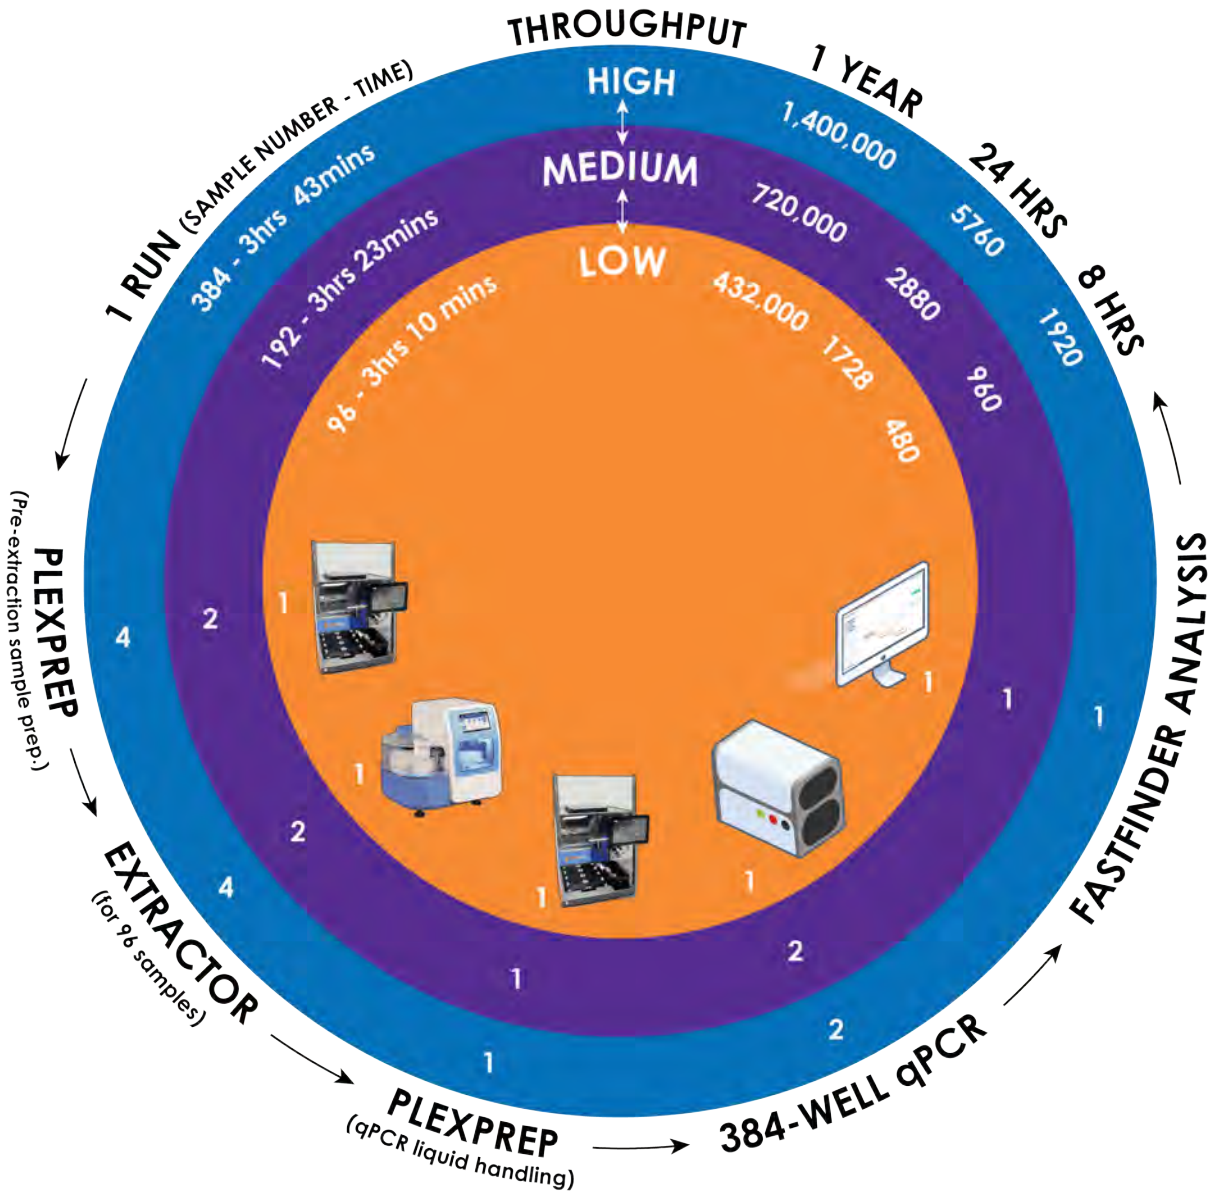 THROUGHPUT
HIGH
MEDIUM
LOW
1 YEAR
1,400,000
720,000
432,000
24 HRS
5760
2880
1728
8 HRS
1920
960
480
1 RUN (SAMPLE NUMBER - TIME)
384 - 3hrs 43mins
192 - 3hrs 23mins
96 - 3hrs 10 mins
PLEXPREP
(Pre-extraction sample prep.)
4
2
1
EXTRACTOR
(for 96 samples)
4
2
1
PLEXPREP
(qPCR liquid handling)
1
1
1
384-WELL qPCR
2
2
1
FASTFINDER ANALYSIS
1
1
1